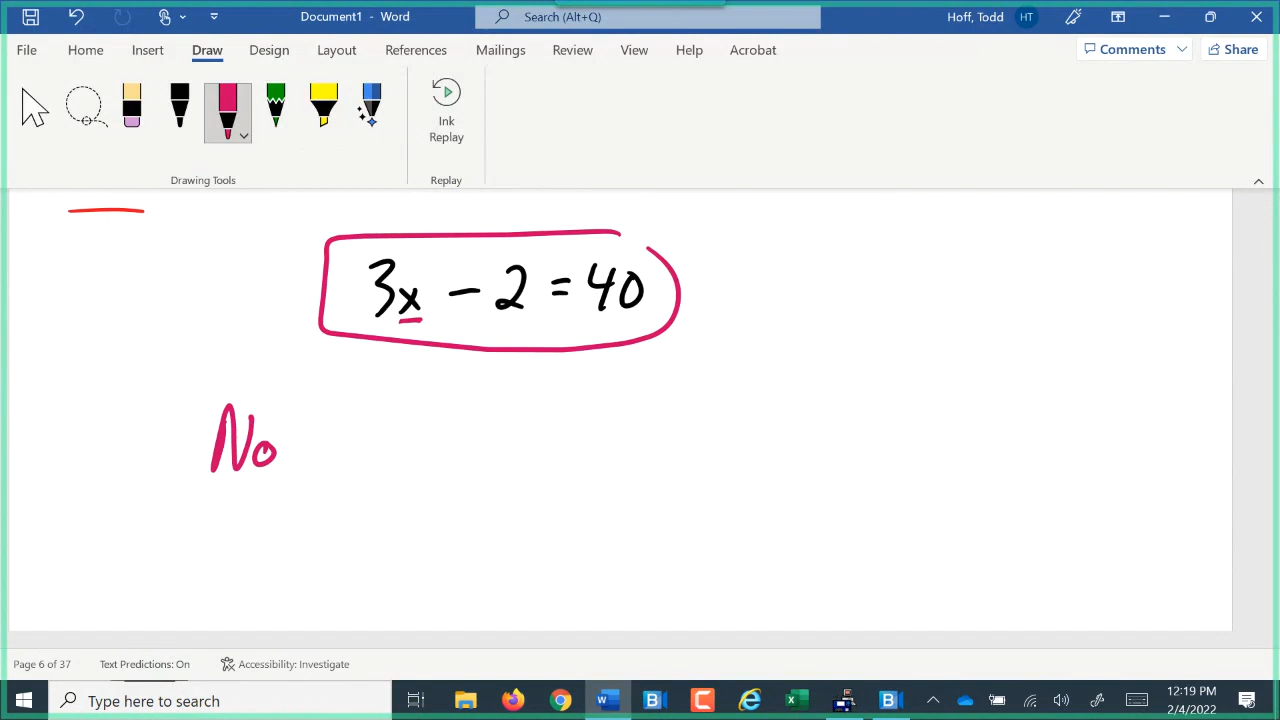 Document1 - Word
Search (Alt+Q)
Hoff, Todd
HT
File Home Insert Draw Design Layout References Mailings Review View Help Acrobat
Comments
Share
Ink
Replay
Drawing Tools
Replay
3x - 2 = 40
No
Page 6 of 37
Text Predictions: On
Accessibility: Investigate
Type here to search
12:19 PM
2/4/2022